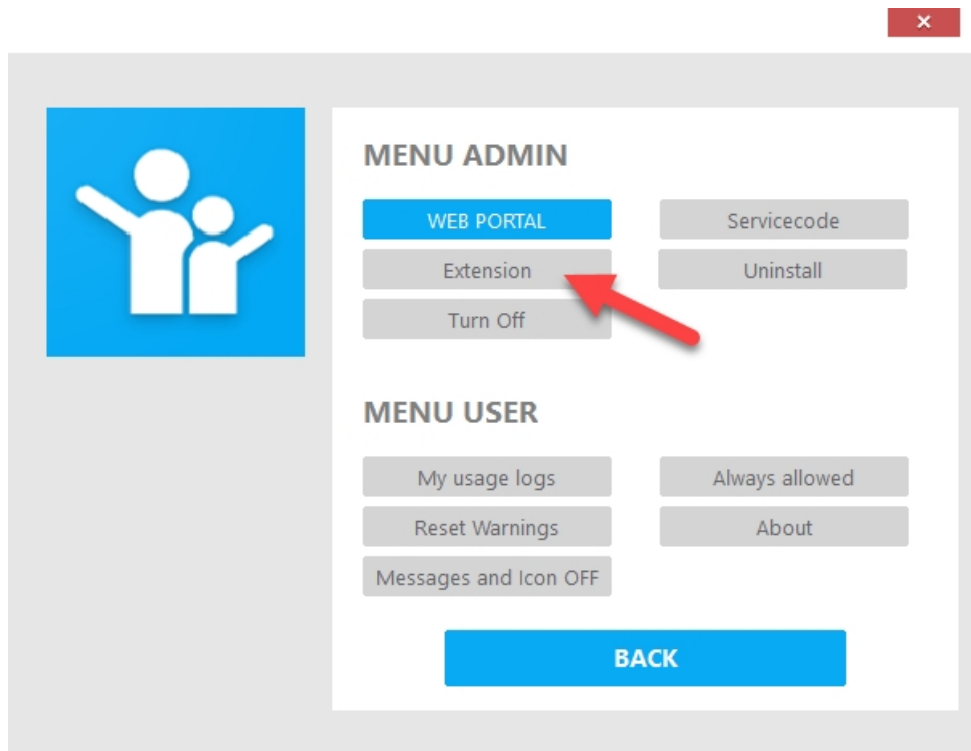 MENU ADMIN
WEB PORTAL
Servicecode
Extension
Uninstall
Turn Off
MENU USER
My usage logs
Always allowed
Reset Warnings
About
Messages and Icon OFF
BACK